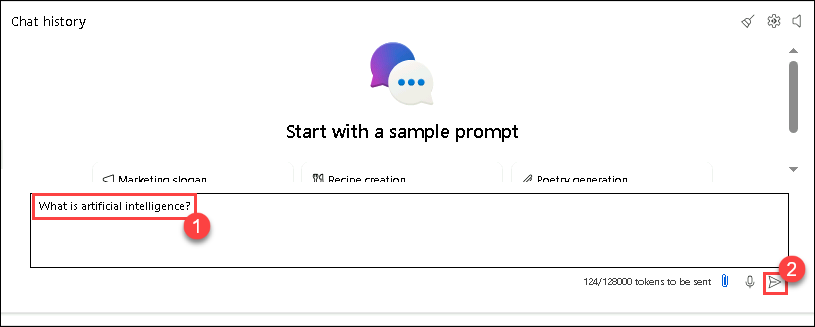 Chat history
Start with a sample prompt
Marketing slogan
Recipe creation
Poetry generation
What is artificial intelligence?
1
2
124/128000 tokens to be sent